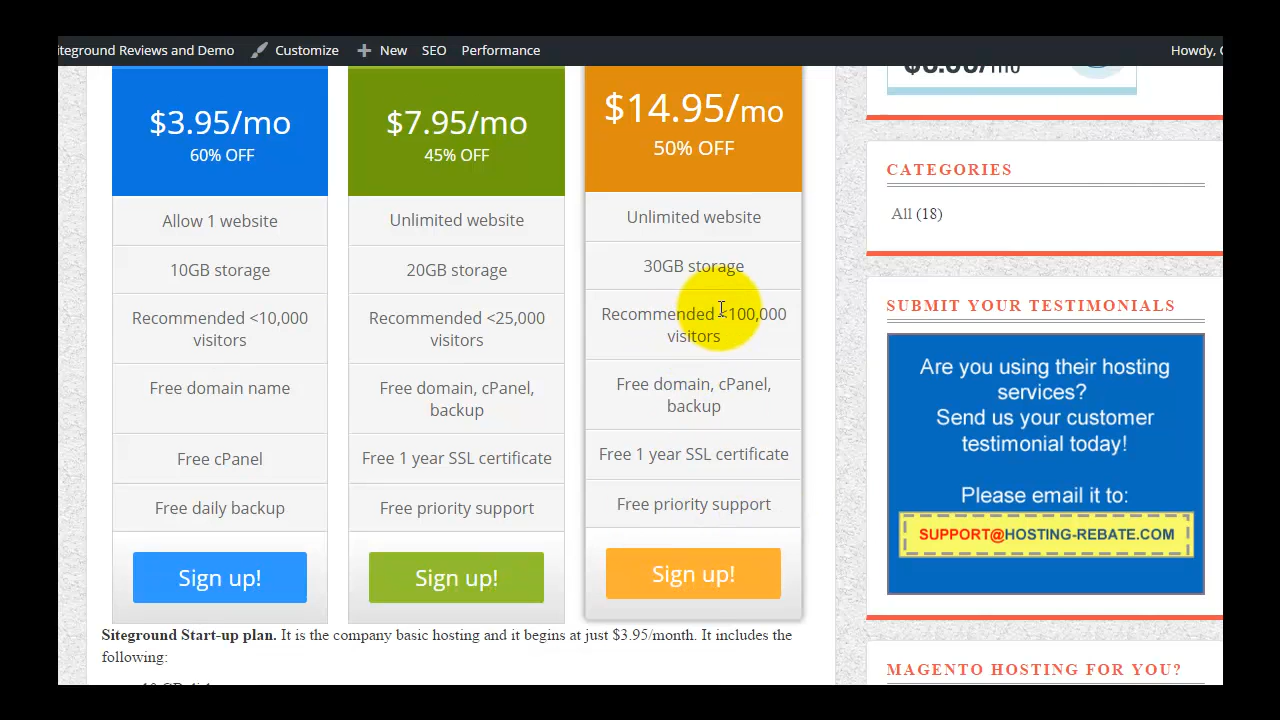 iteground Reviews and Demo Customize New SEO Performance Howdy,
$3.95/mo
60% OFF
Allow 1 website
10GB storage
Recommended <10,000
visitors
Free domain name
Free cPanel
Free daily backup
Sign up!
$7.95/mo
45% OFF
Unlimited website
20GB storage
Recommended <25,000
visitors
Free domain, cPanel,
backup
Free 1 year SSL certificate
Free priority support
Sign up!
$14.95/mo
50% OFF
Unlimited website
30GB storage
Recommended <100,000
visitors
Free domain, cPanel,
backup
Free 1 year SSL certificate
Free priority support
Sign up!
Siteground Start-up plan. It is the company basic hosting and it begins at just $3.95/month. It includes the
following:
CATEGORIES
All (18)
SUBMIT YOUR TESTIMONIALS
Are you using their hosting
services?
Send us your customer
testimonial today!
Please email it to:
SUPPORT@HOSTING-REBATE.COM
MAGENTO HOSTING FOR YOU?